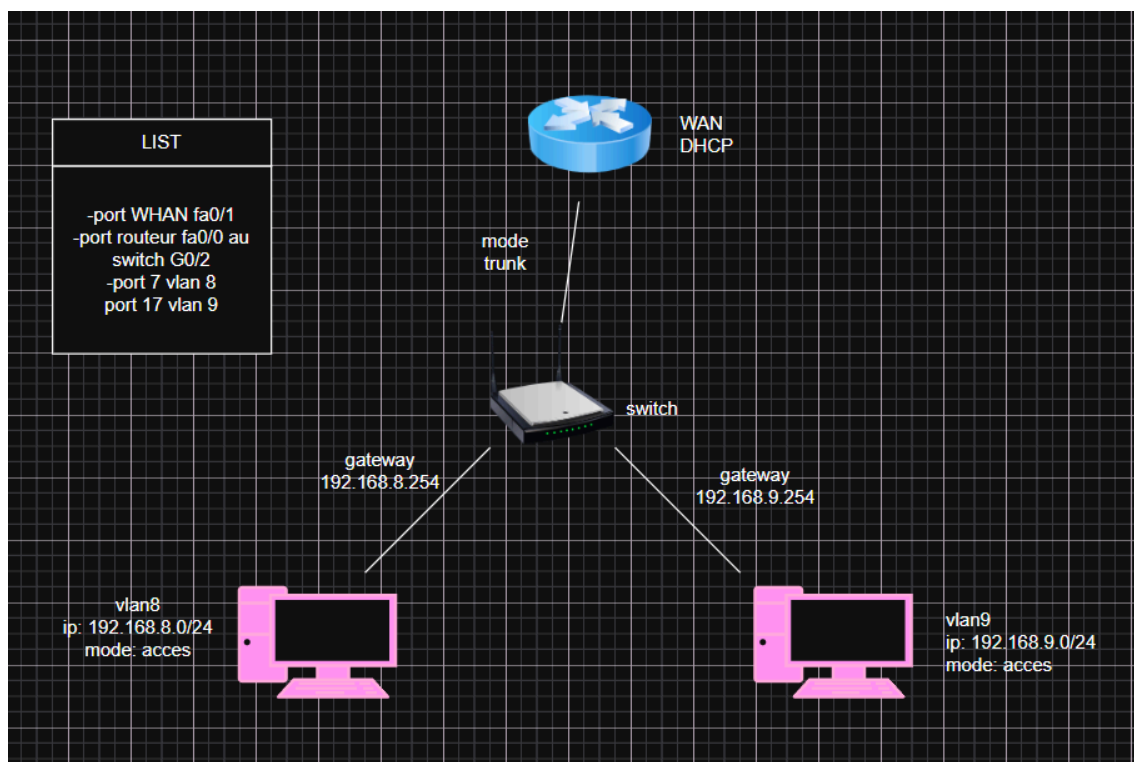 LIST
-port WHAN fa0/1
-port routeur fa0/0 au
switch G0/2
-port 7 vlan 8
port 17 vlan 9
WAN
DHCP
mode
trunk
switch
gateway
192.168.8.254
gateway
192.168.9.254
vlan8
ip: 192.168.8.0/24
mode: acces
vlan9
ip: 192.168.9.0/24
mode: acces